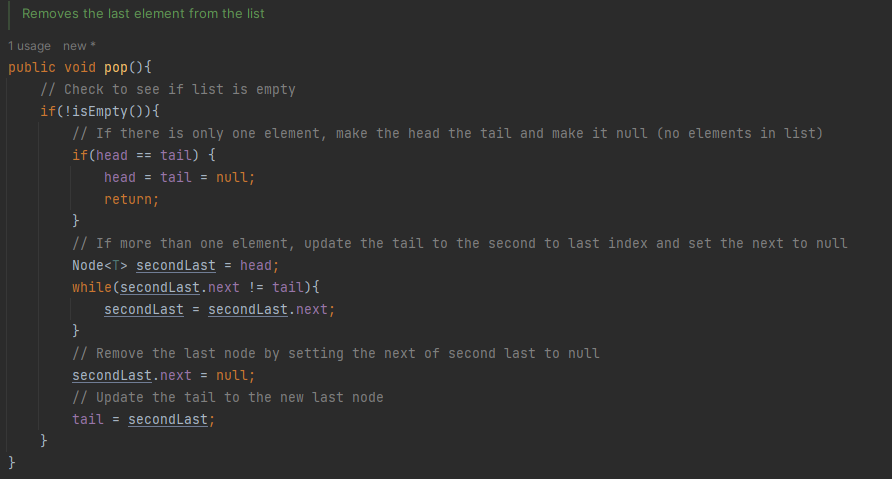 Removes the last element from the list
1 usage   new *
public void pop(){
    // Check to see if list is empty
    if(!isEmpty()){
        // If there is only one element, make the head the tail and make it null (no elements in list)
        if(head == tail) {
            head = tail = null;
            return;
        }
        // If more than one element, update the tail to the second to last index and set the next to null
        Node<T> secondLast = head;
        while(secondLast.next != tail){
            secondLast = secondLast.next;
        }
        // Remove the last node by setting the next of second last to null
        secondLast.next = null;
        // Update the tail to the new last node
        tail = secondLast;
    }
}